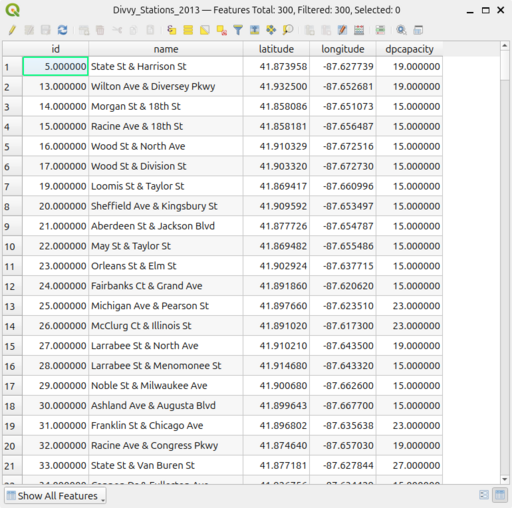 Divvy_Stations_2013 — Features Total: 300, Filtered: 300, Selected: 0
id name latitude longitude dpcapacity
1 5.000000 State St & Harrison St 41.873958 -87.627739 19.000000
2 13.000000 Wilton Ave & Diversey Pkwy 41.932500 -87.652681 19.000000
3 14.000000 Morgan St & 18th St 41.858086 -87.651073 15.000000
4 15.000000 Racine Ave & 18th St 41.858181 -87.656487 15.000000
5 16.000000 Wood St & North Ave 41.910329 -87.672516 15.000000
6 17.000000 Wood St & Division St 41.903320 -87.672730 15.000000
7 19.000000 Loomis St & Taylor St 41.869417 -87.660996 15.000000
8 20.000000 Sheffield Ave & Kingsbury St 41.909592 -87.653497 15.000000
9 21.000000 Aberdeen St & Jackson Blvd 41.877726 -87.654787 15.000000
10 22.000000 May St & Taylor St 41.869482 -87.655486 15.000000
11 23.000000 Orleans St & Elm St 41.902924 -87.637715 15.000000
12 24.000000 Fairbanks Ct & Grand Ave 41.891860 -87.620620 15.000000
13 25.000000 Michigan Ave & Pearson St 41.897660 -87.623510 23.000000
14 26.000000 McClurg Ct & Illinois St 41.891020 -87.617300 23.000000
15 27.000000 Larrabee St & North Ave 41.910210 -87.643500 19.000000
16 28.000000 Larrabee St & Menomonee St 41.914680 -87.643320 15.000000
17 29.000000 Noble St & Milwaukee Ave 41.900680 -87.662600 15.000000
18 30.000000 Ashland Ave & Augusta Blvd 41.899643 -87.667700 15.000000
19 31.000000 Franklin St & Chicago Ave 41.896802 -87.635638 23.000000
20 32.000000 Racine Ave & Congress Pkwy 41.874640 -87.657030 19.000000
21 33.000000 State St & Van Buren St 41.877181 -87.627844 27.000000
Show All Features